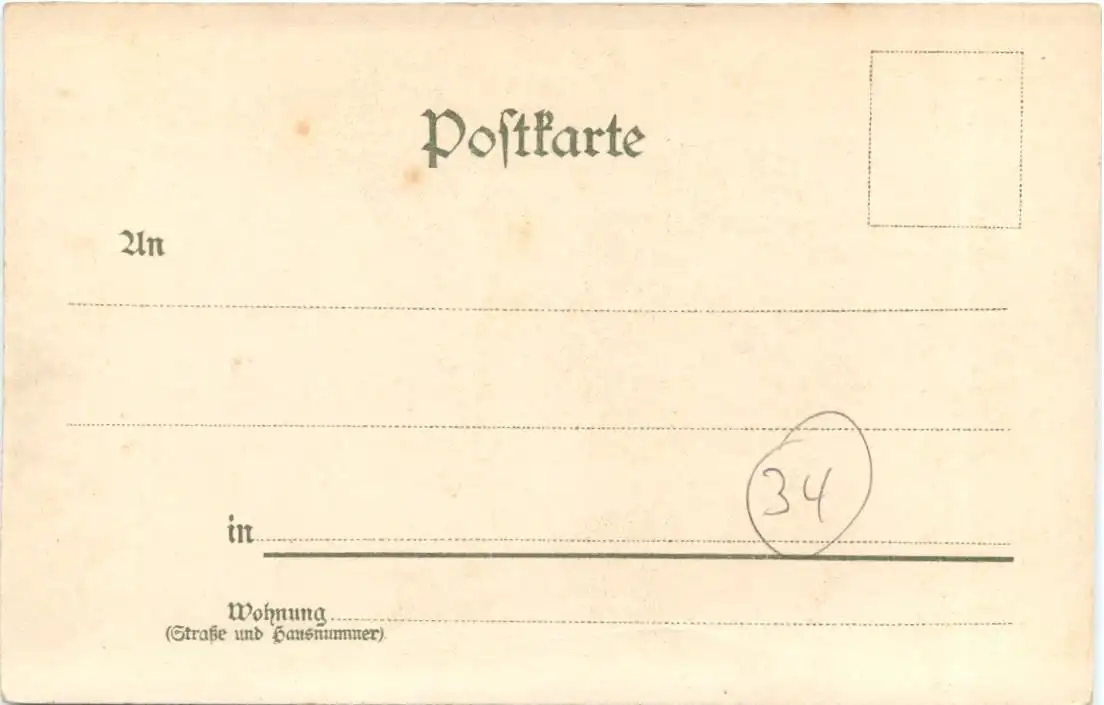 Poſtkarte
An
34
in
Wohnung
(Straße und Hausnummer)